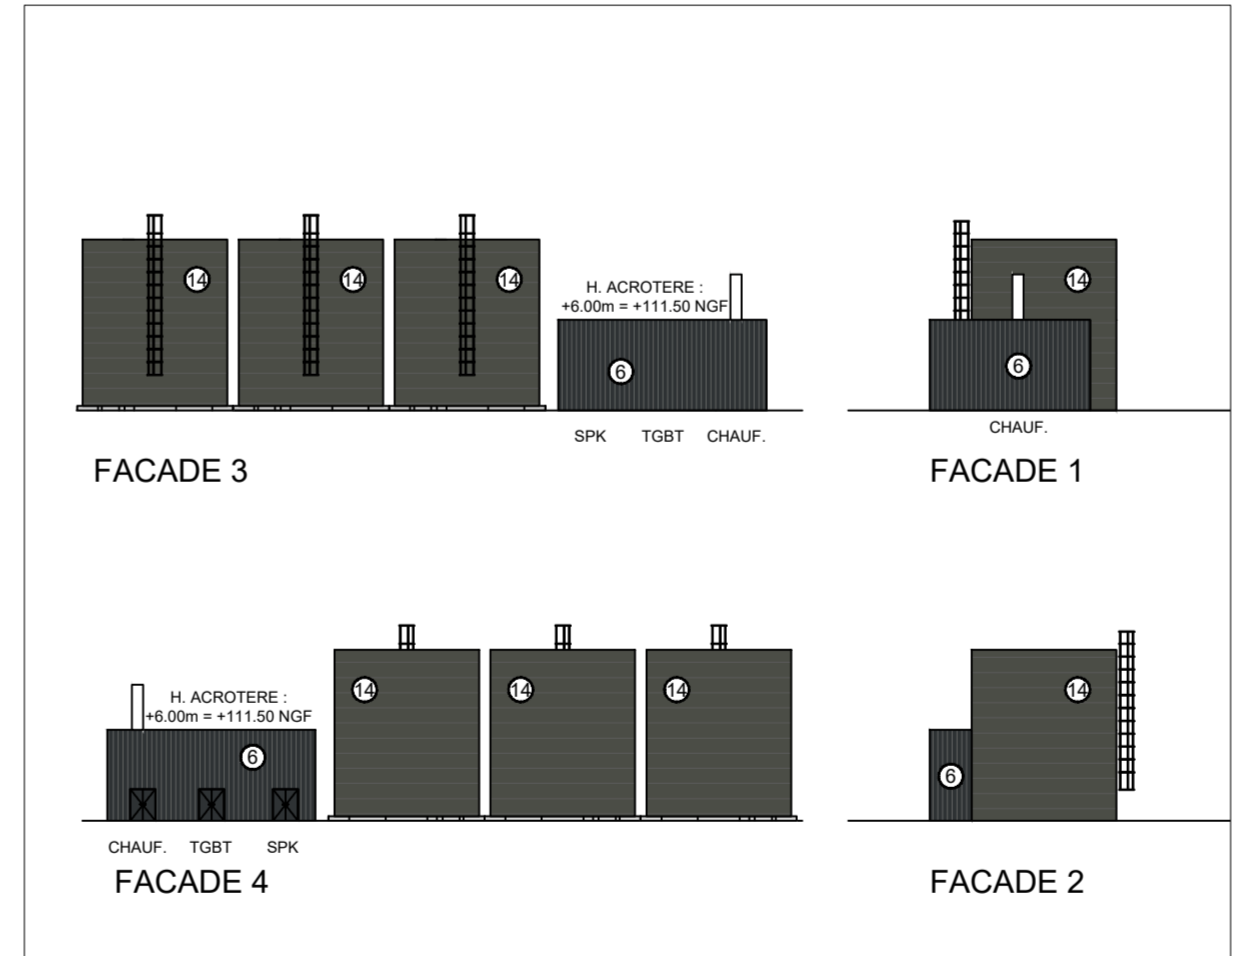 14
14
14
H. ACROTERE :
+6.00m = +111.50 NGF
6
SPK TGBT CHAUF.
FACADE 3
14
6
CHAUF.
FACADE 1
H. ACROTERE :
+6.00m = +111.50 NGF
6
14
14
14
CHAUF. TGBT SPK
FACADE 4
14
6
FACADE 2